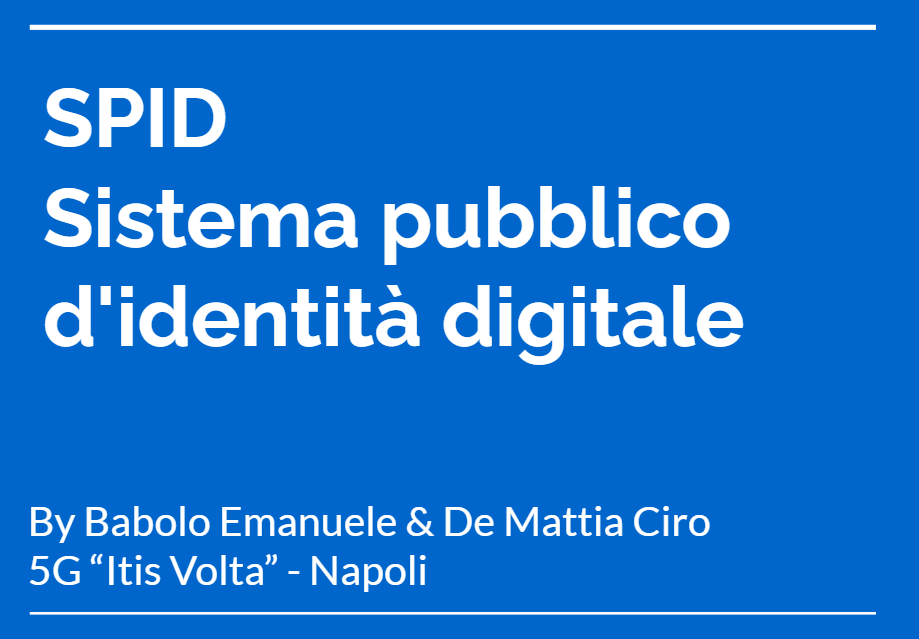 SPID
Sistema pubblico
d'identità digitale
By Babolo Emanuele & De Mattia Ciro
5G “Itis Volta” - Napoli